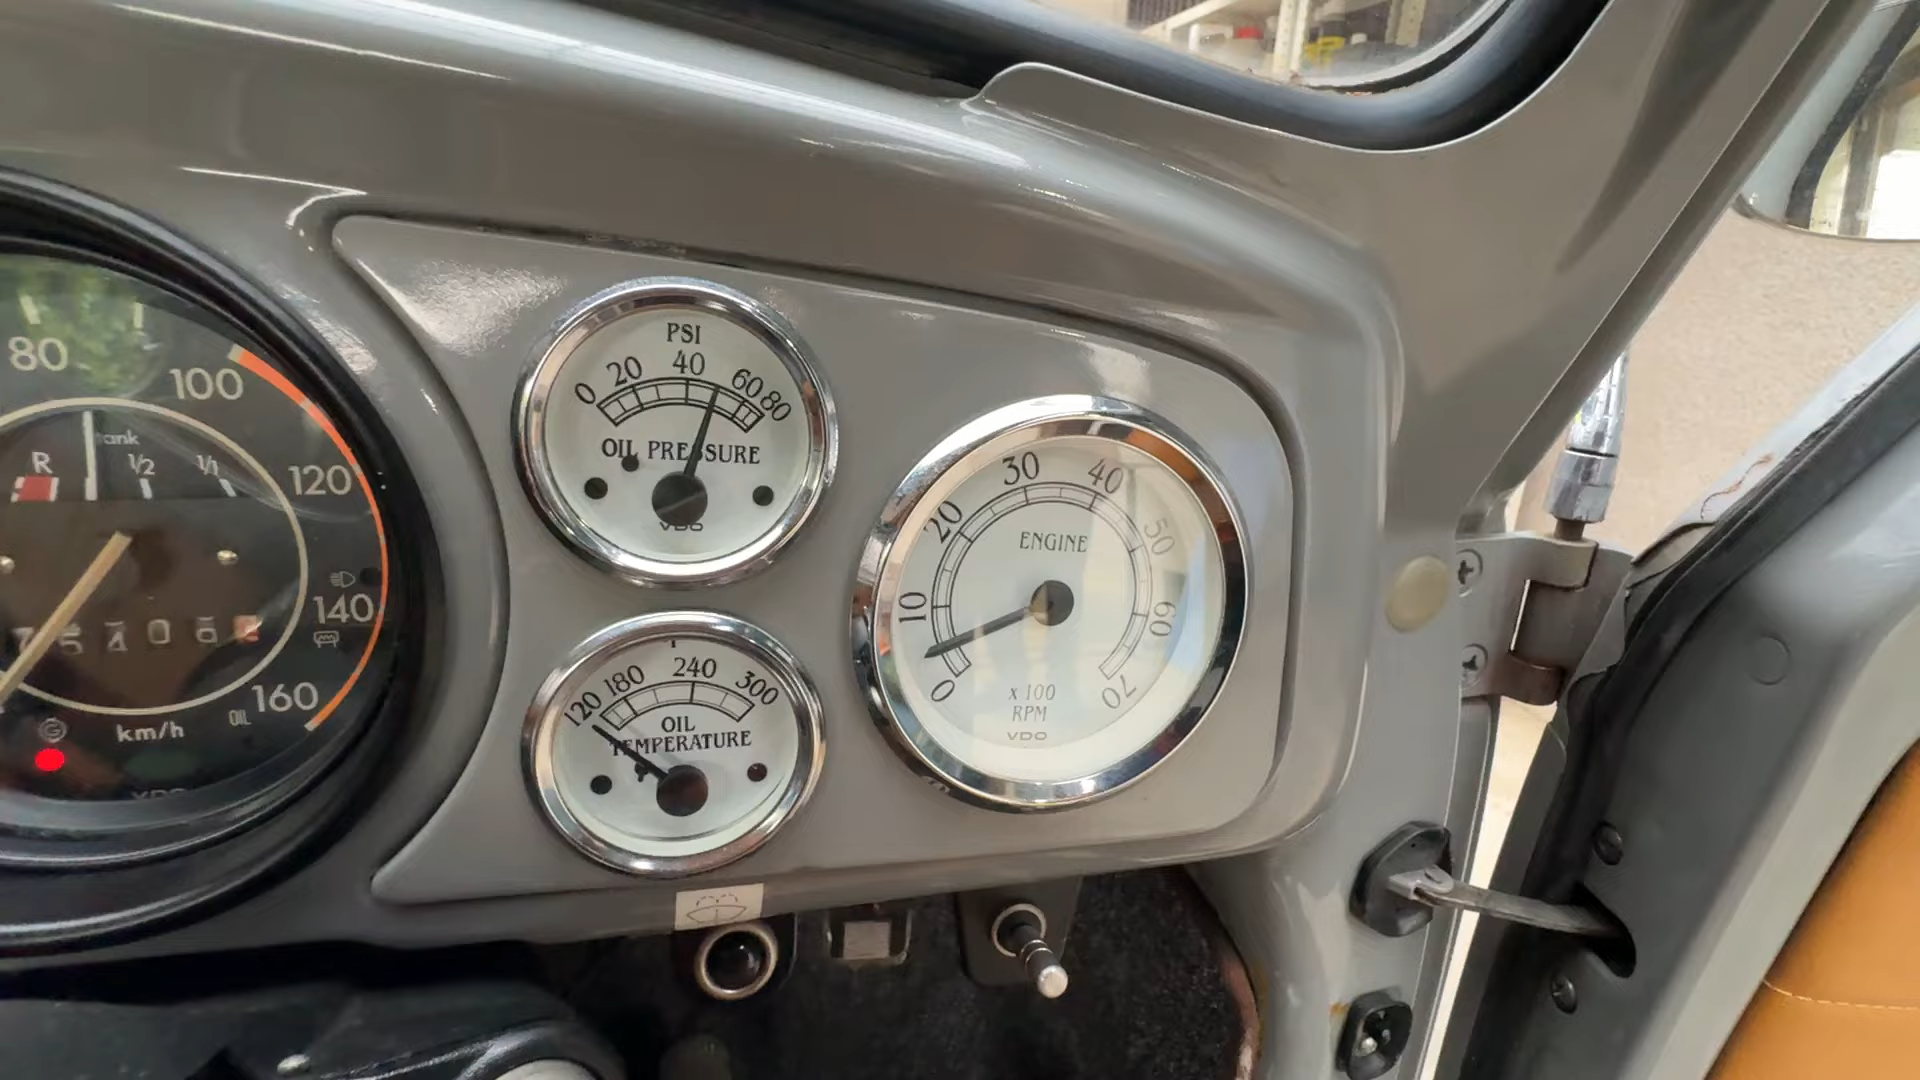 80
100
120
140
160
tank
R
1/2
1/1
km/h
OIL
PSI
0
20
40
60
80
OIL PRESSURE
VDO
120
180
240
300
OIL
TEMPERATURE
0
10
20
30
40
50
60
70
ENGINE
x 100
RPM
VDO